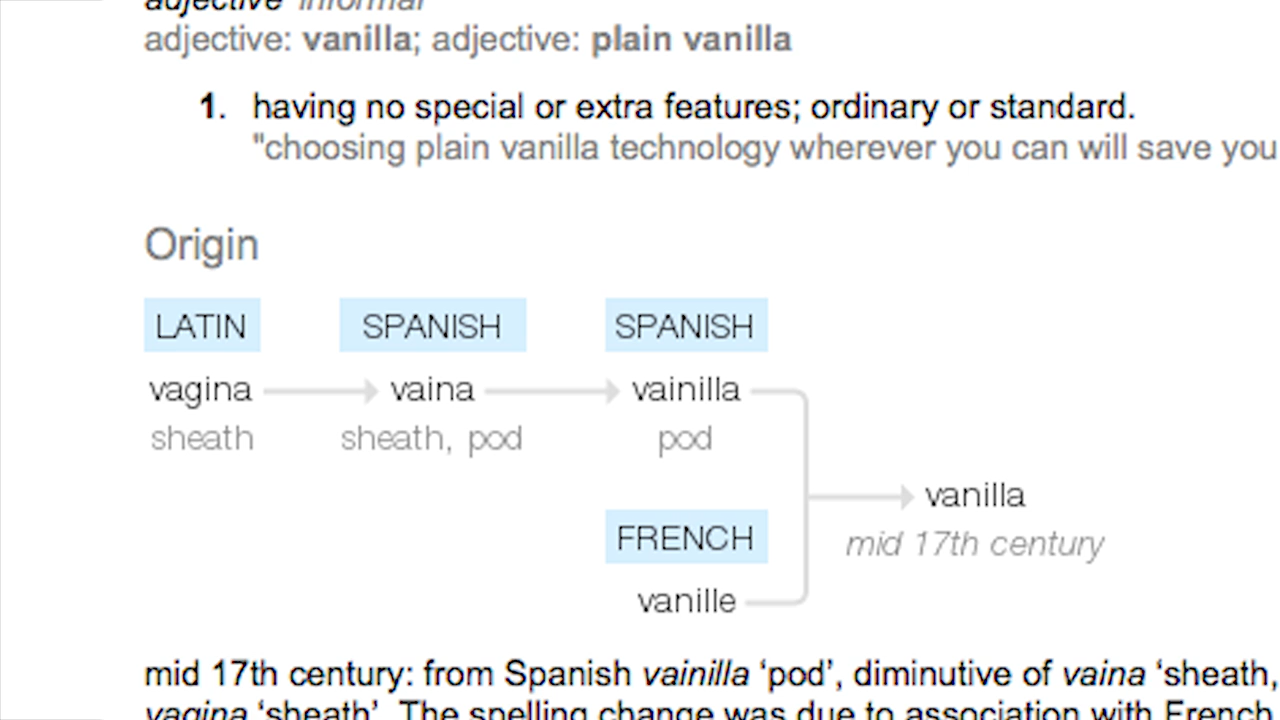 adjective informal
adjective: vanilla; adjective: plain vanilla
1. having no special or extra features; ordinary or standard.
"choosing plain vanilla technology wherever you can will save you
Origin
LATIN SPANISH SPANISH
vagina vaina vainilla
sheath sheath, pod pod
vanilla
FRENCH
mid 17th century
vanille
mid 17th century: from Spanish vainilla ‘pod’, diminutive of vaina ‘sheath,
vagina ‘sheath’. The spelling change was due to association with French